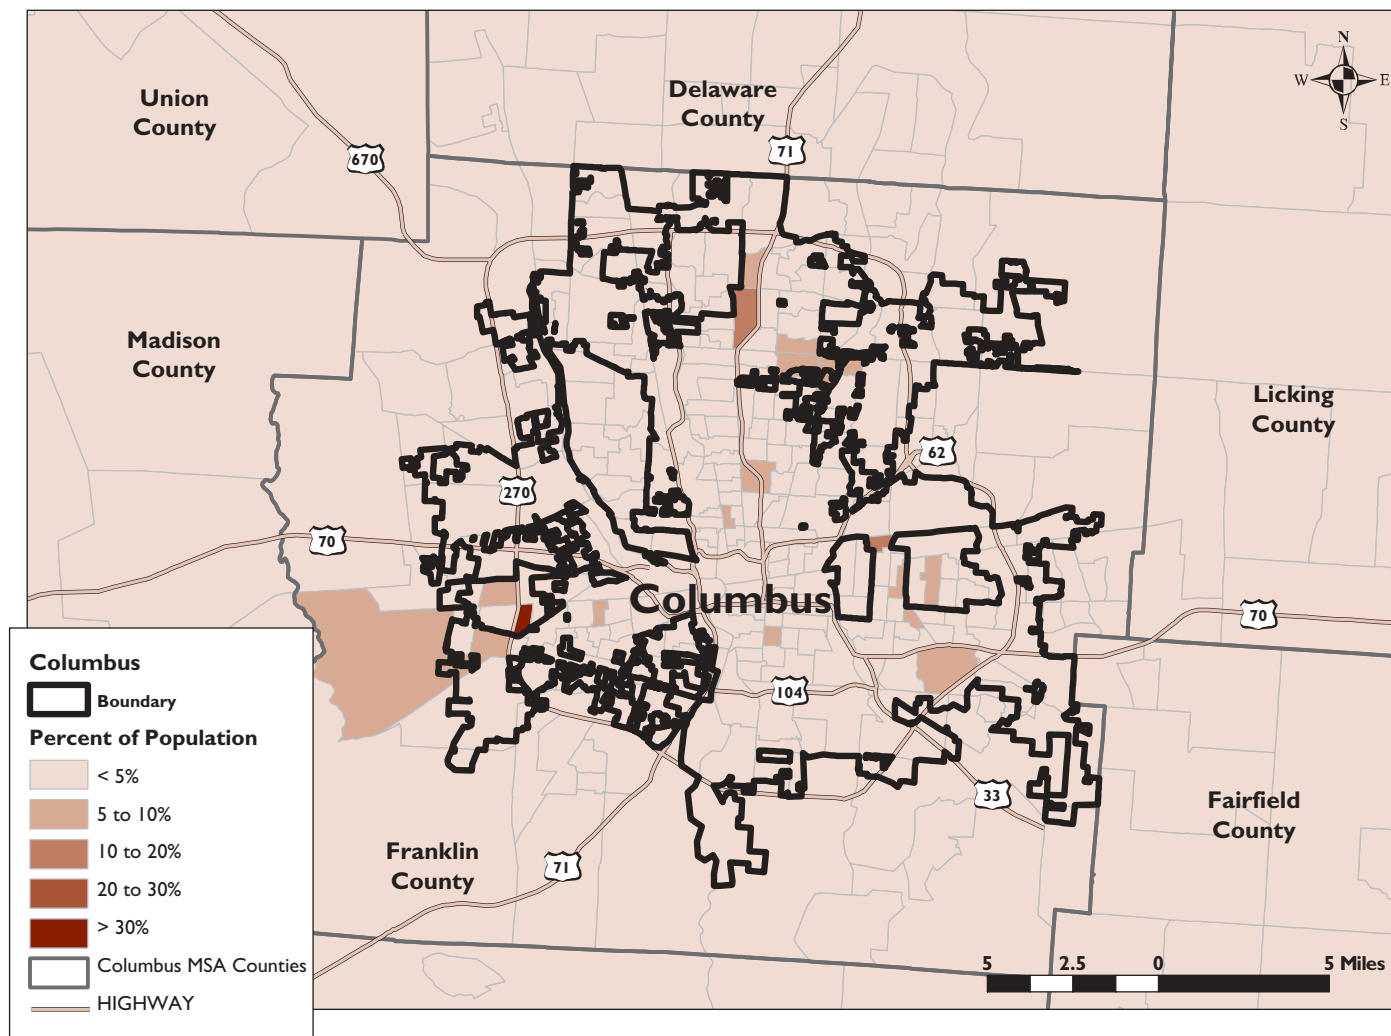 N
W E
S
Union
County
Delaware
County
71
670
Madison
County
Licking
County
62
270
70
Columbus
70
104
33
Fairfield
County
Franklin
County
71
Columbus
Boundary
Percent of Population
< 5%
5 to 10%
10 to 20%
20 to 30%
> 30%
Columbus MSA Counties
HIGHWAY
5 2.5 0 5 Miles